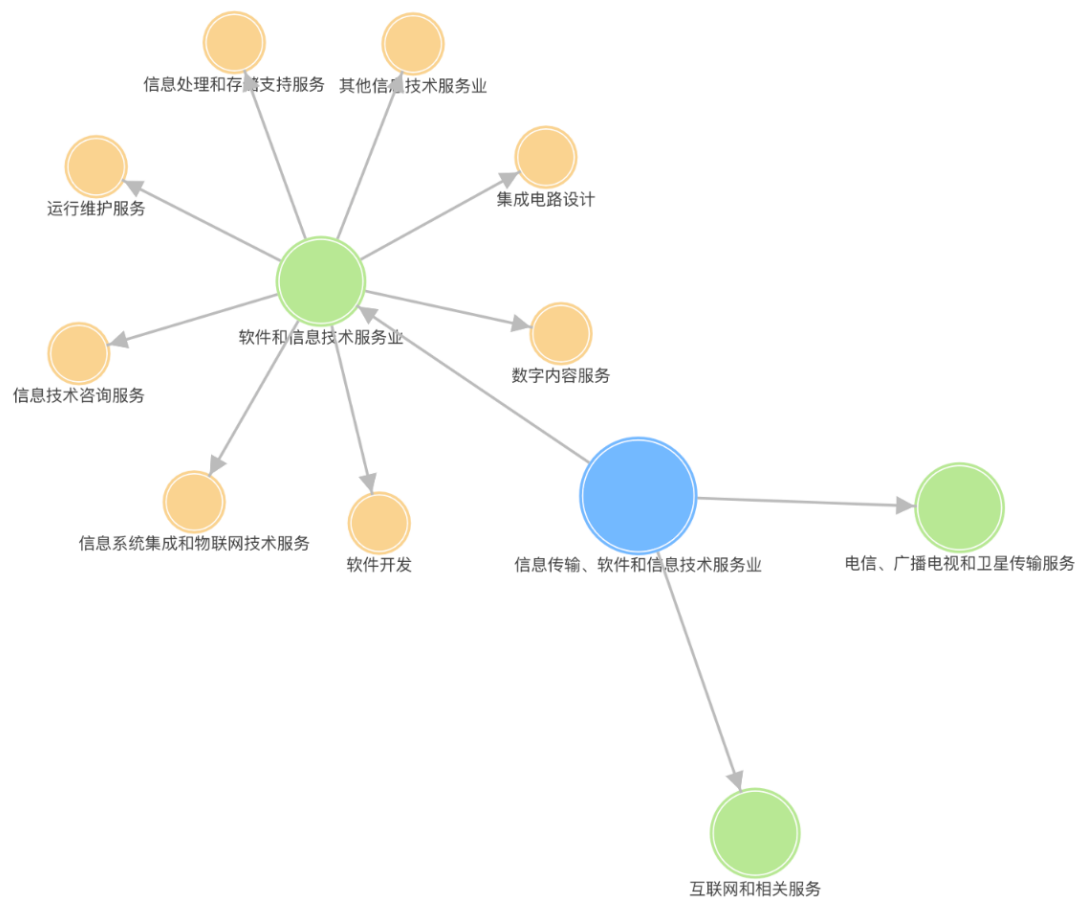 信息处理和存储支持服务
其他信息技术服务业
集成电路设计
运行维护服务
软件和信息技术服务业
数字内容服务
信息技术咨询服务
信息系统集成和物联网技术服务
软件开发
信息传输、软件和信息技术服务业
电信、广播电视和卫星传输服务
互联网和相关服务